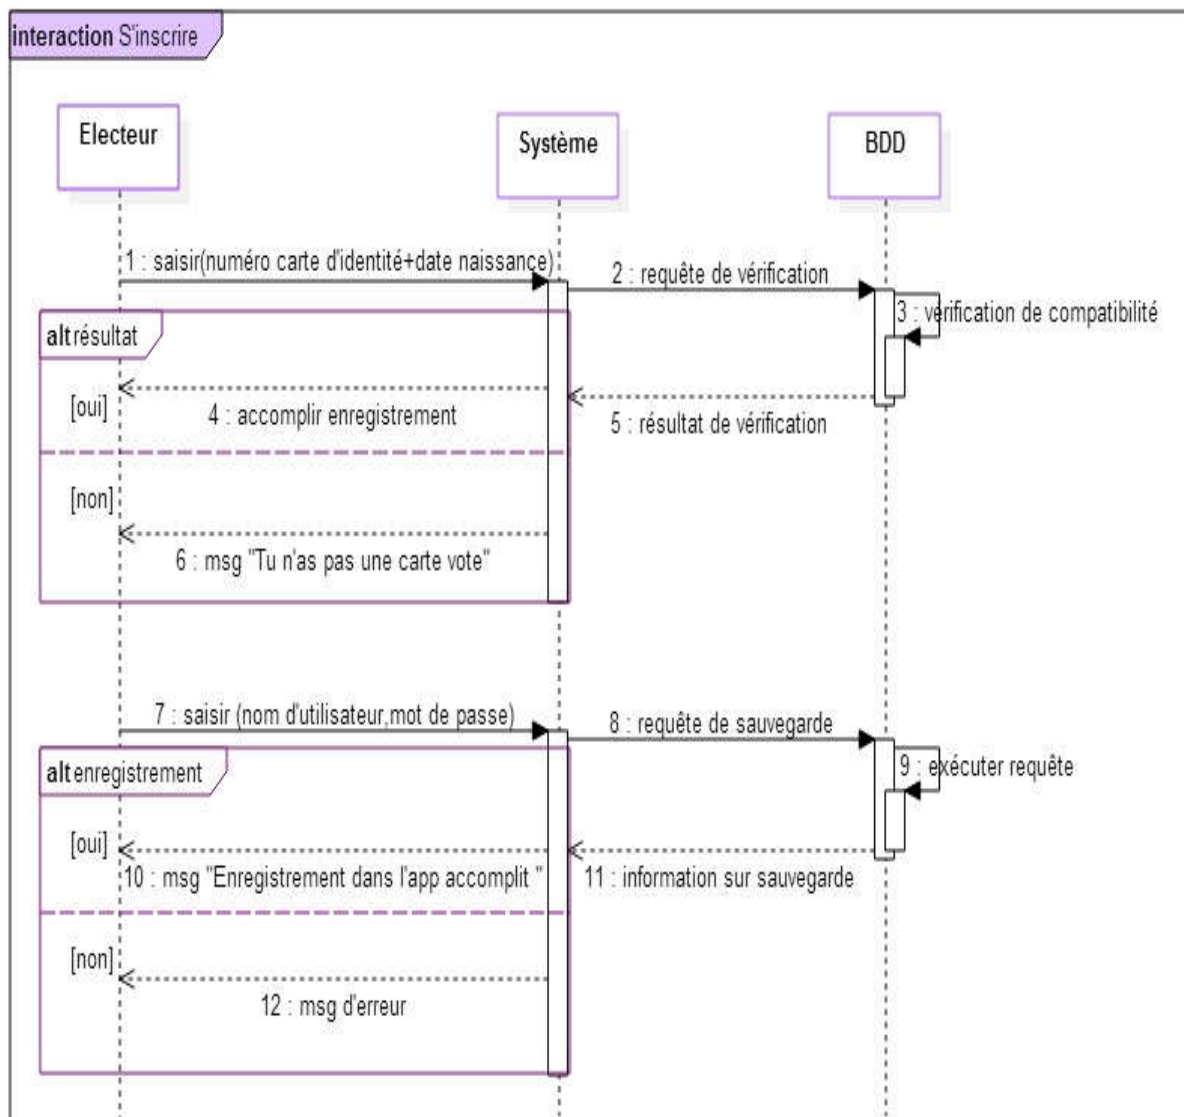 interaction S'inscrire
Electeur
Système
BDD
1 : saisir(numéro carte d'identité+date naissance)
2 : requête de vérification
3 : vérification de compatibilité
alt résultat
[oui]
4 : accomplir enregistrement
5 : résultat de vérification
[non]
6 : msg "Tu n'as pas une carte vote"
7 : saisir (nom d'utilisateur,mot de passe)
8 : requête de sauvegarde
9 : exécuter requête
alt enregistrement
[oui]
10 : msg "Enregistrement dans l'app accomplit "
11 : information sur sauvegarde
[non]
12 : msg d'erreur